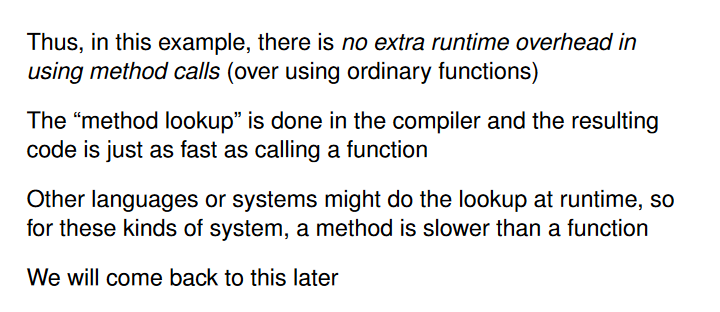 Thus, in this example, there is no extra runtime overhead in
using method calls (over using ordinary functions)
The “method lookup” is done in the compiler and the resulting
code is just as fast as calling a function
Other languages or systems might do the lookup at runtime, so
for these kinds of system, a method is slower than a function
We will come back to this later